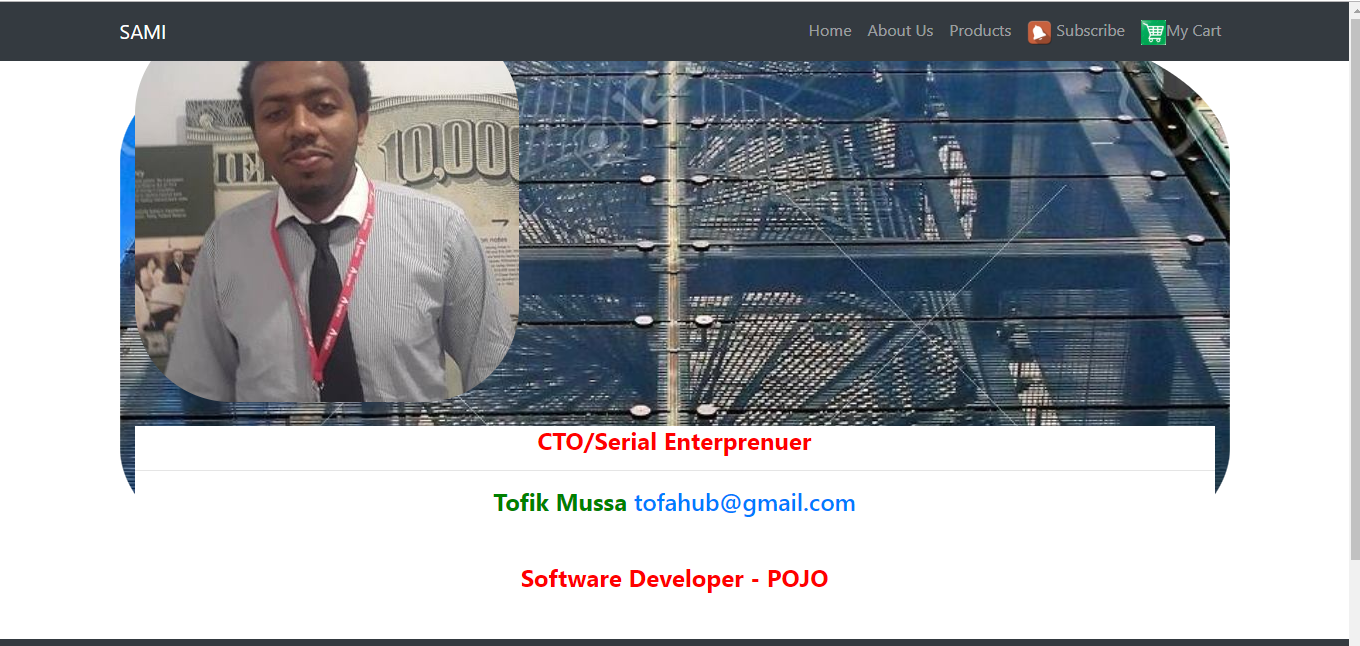 SAMI
Home About Us Products Subscribe My Cart
10,000
CTO/Serial Enterprenuer
Tofik Mussa tofahub@gmail.com
Software Developer - POJO